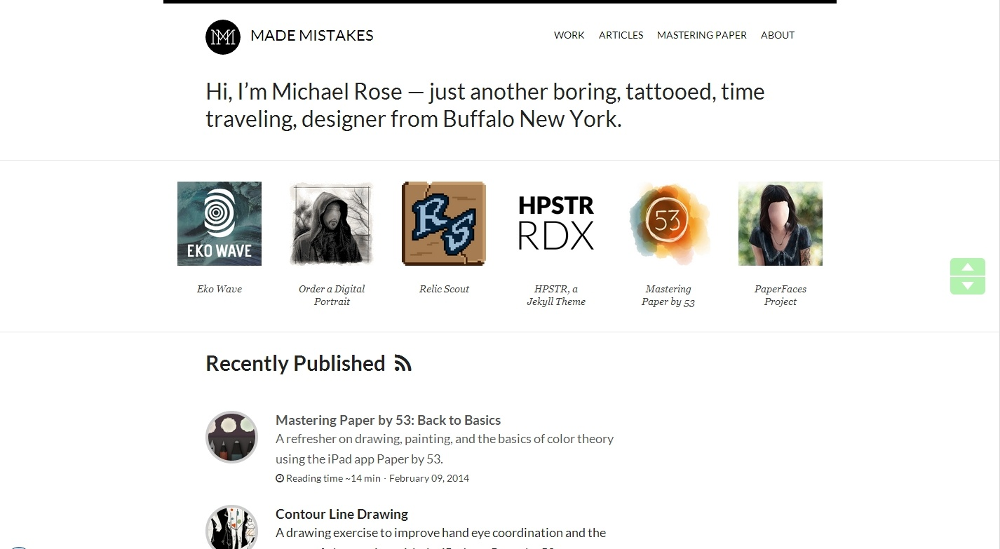 MM MADE MISTAKES
WORK ARTICLES MASTERING PAPER ABOUT
Hi, I’m Michael Rose — just another boring, tattooed, time
traveling, designer from Buffalo New York.
EKO WAVE
RS
HPSTR
RDX
53
Eko Wave
Order a Digital
Portrait
Relic Scout
HPSTR, a
Jekyll Theme
Mastering
Paper by 53
PaperFaces
Project
Recently Published
Mastering Paper by 53: Back to Basics
A refresher on drawing, painting, and the basics of color theory
using the iPad app Paper by 53.
Reading time ~14 min · February 09, 2014
Contour Line Drawing
A drawing exercise to improve hand eye coordination and the